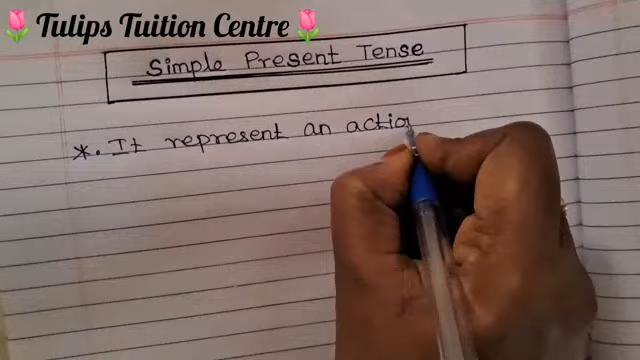 🌷 Tulips Tuition Centre 🌷
Simple Present Tense
*. It represent an actio